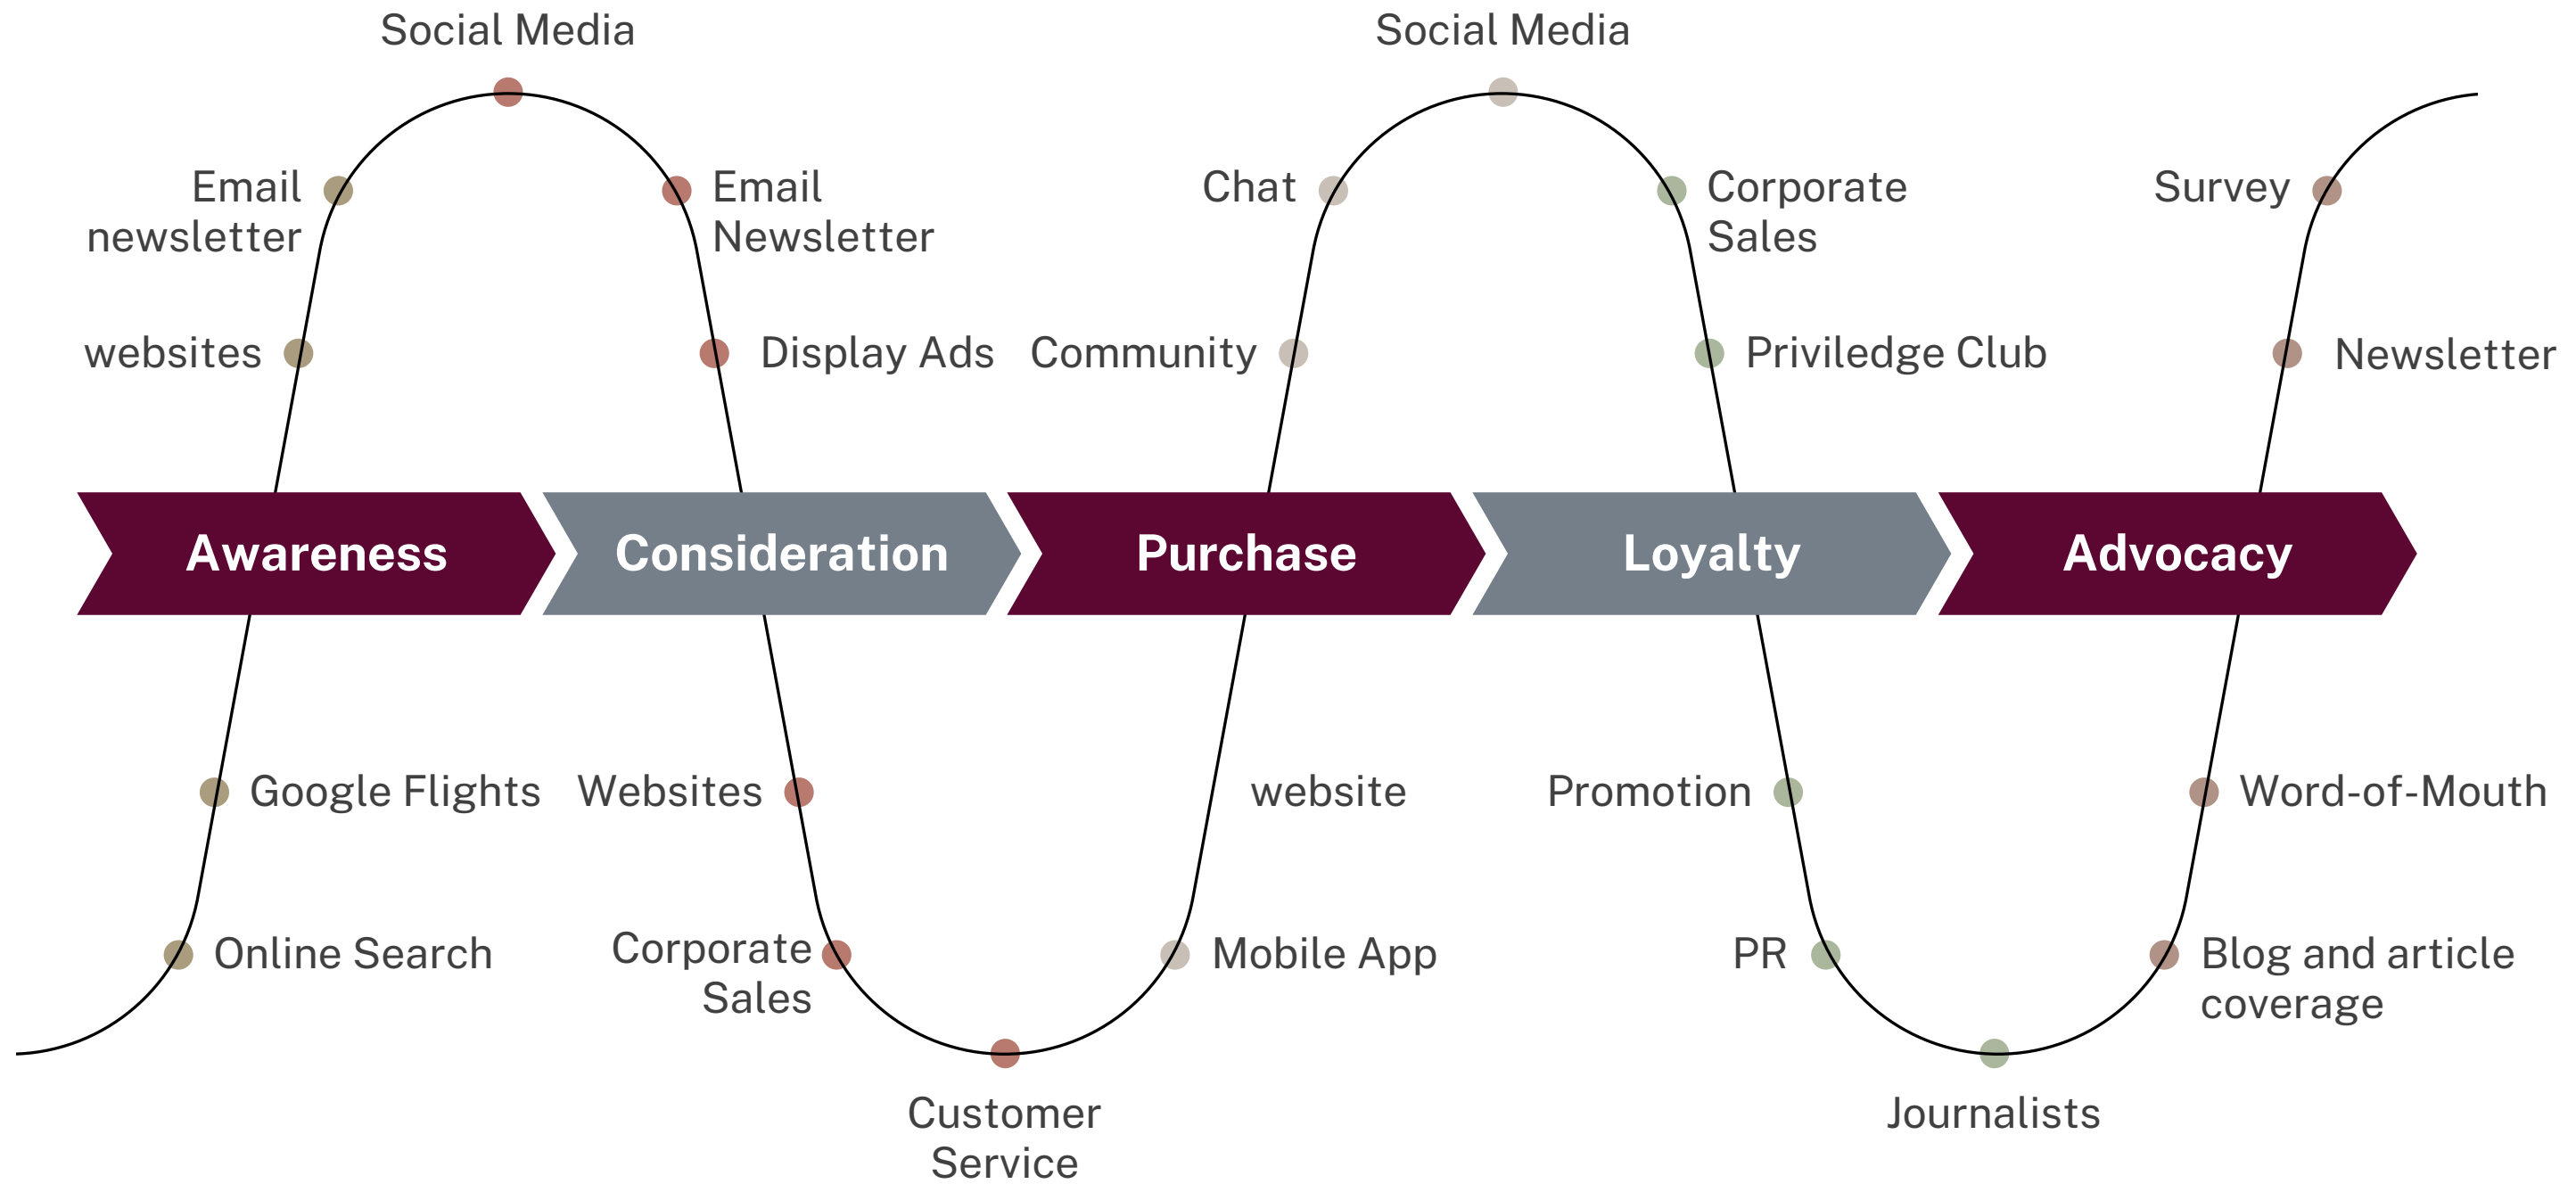 Social Media
Social Media
Email
newsletter
Email
Newsletter
Chat
Corporate
Sales
Survey
websites
Display Ads
Community
Priviledge Club
Newsletter
Awareness
Consideration
Purchase
Loyalty
Advocacy
Google Flights
Websites
website
Promotion
Word-of-Mouth
Online Search
Corporate
Sales
Mobile App
PR
Blog and article
coverage
Customer
Service
Journalists